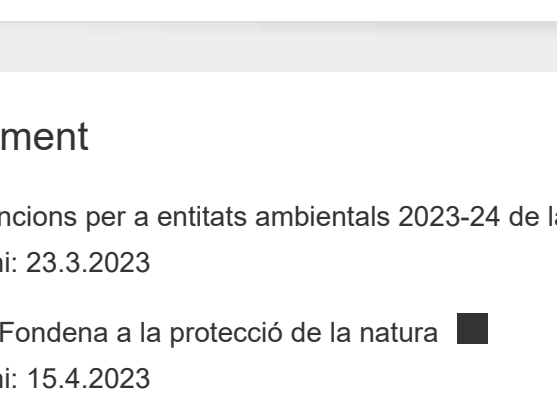 ment
ncions per a entitats ambientals 2023-24 de la
ni: 23.3.2023
Fondena a la protecció de la natura
ni: 15.4.2023